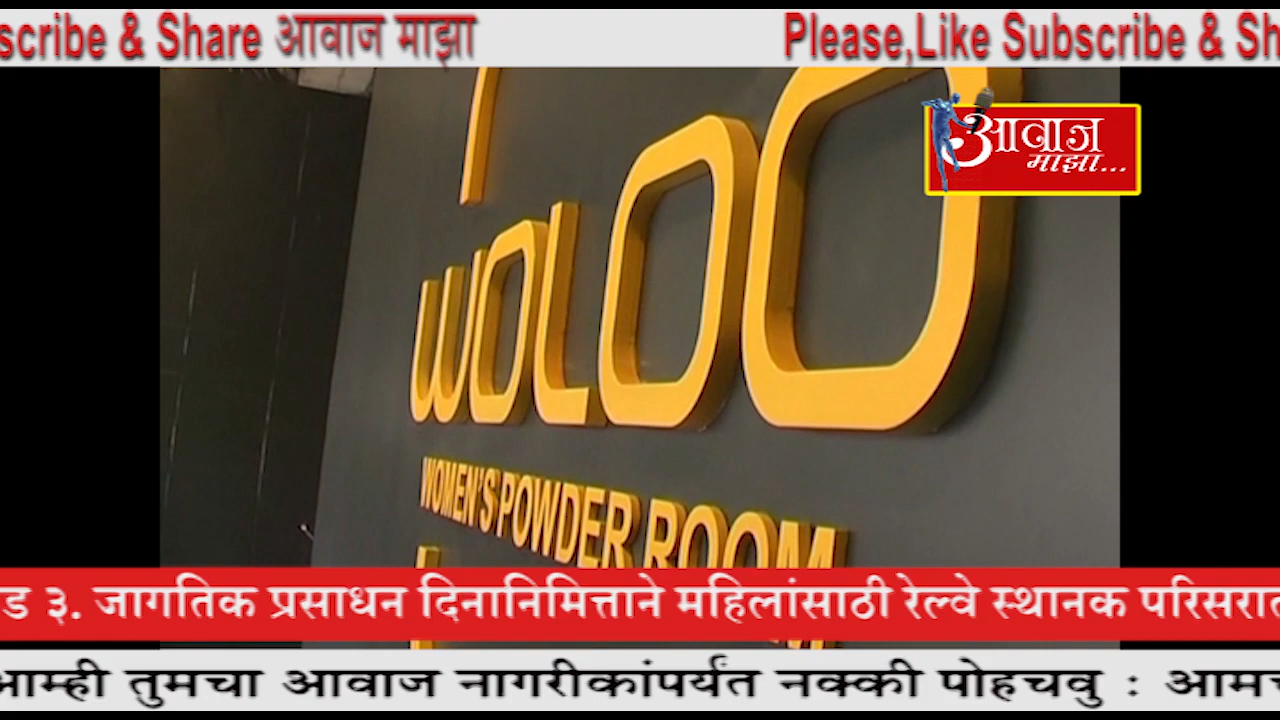 scribe & Share आवाज माझा Please,Like Subscribe & Sh
आवाज
माझा...
WOLOO
WOMEN'S POWDER ROOM
ड ३. जागतिक प्रसाधन दिनानिमित्ताने महिलांसाठी रेल्वे स्थानक परिसरात
आम्ही तुमचा आवाज नागरीकांपर्यंत नक्की पोहचवु : आमच